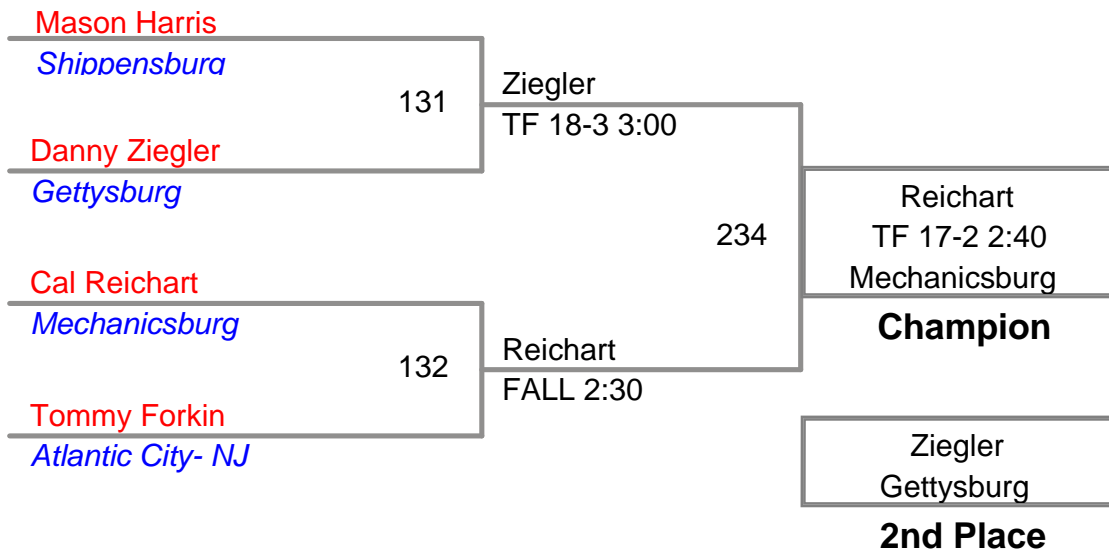 Mason Harris
Shippensburg
131
Ziegler
TF 18-3 3:00
Danny Ziegler
Gettysburg
234
Reichart
TF 17-2 2:40
Mechanicsburg
Champion
Cal Reichart
Mechanicsburg
132
Reichart
FALL 2:30
Tommy Forkin
Atlantic City- NJ
Ziegler
Gettysburg
2nd Place